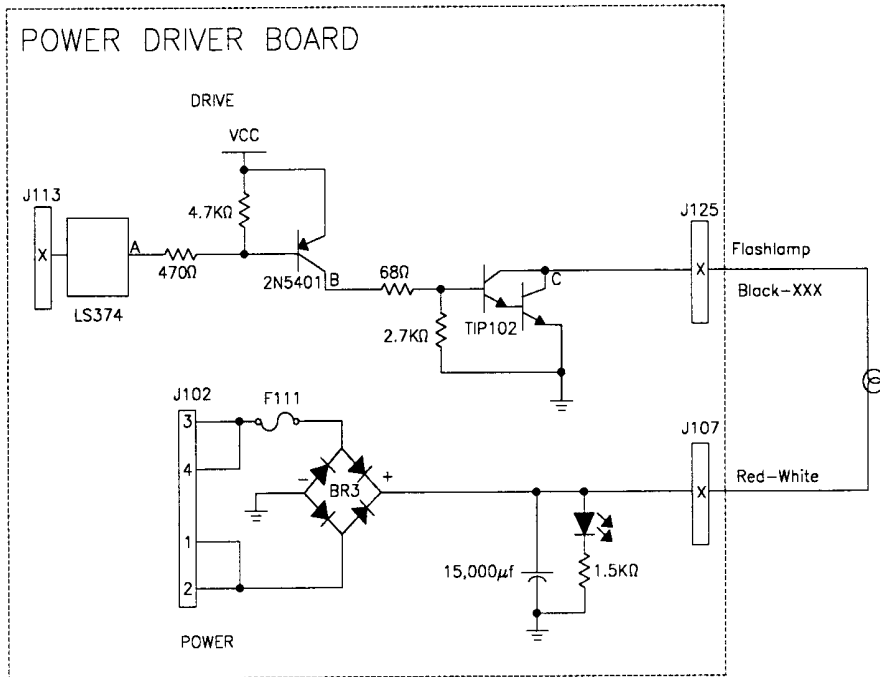 POWER DRIVER BOARD
DRIVE
VCC
J113
X
A
LS374
470Ω
4.7KΩ
2N5401
B
68Ω
2.7KΩ
TIP102
C
J125
X
Flashlamp
Black-XXX
J102
3
4
1
2
F111
-
BR3
+
15,000µf
1.5KΩ
J107
X
Red-White
POWER